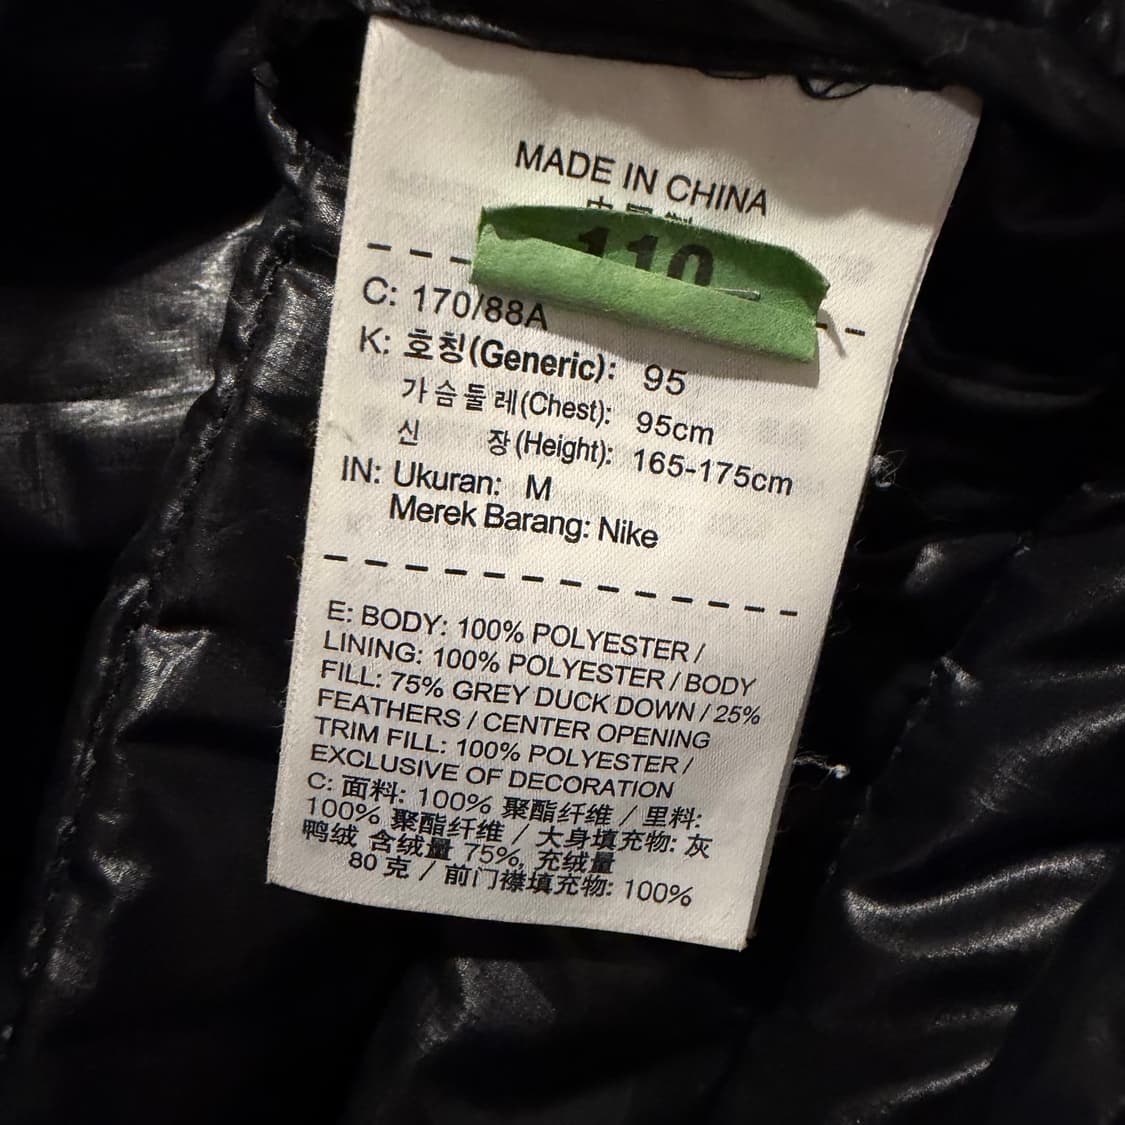 MADE IN CHINA
110
C: 170/88A
K: 호칭(Generic): 95
가슴둘레(Chest): 95cm
신 장(Height): 165-175cm
IN: Ukuran: M
Merek Barang: Nike
E: BODY: 100% POLYESTER /
LINING: 100% POLYESTER / BODY
FILL: 75% GREY DUCK DOWN / 25%
FEATHERS / CENTER OPENING
TRIM FILL: 100% POLYESTER /
EXCLUSIVE OF DECORATION
C: 面料: 100% 聚酯纤维 / 里料:
100% 聚酯纤维 / 大身填充物: 灰
鸭绒 含绒量 75%, 充绒量
80 克 / 前门襟填充物: 100%